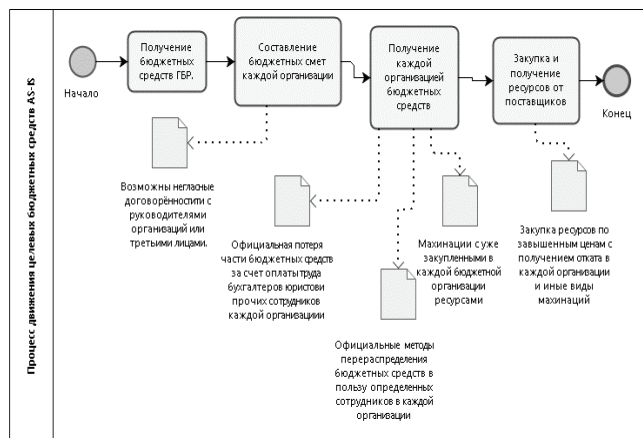 Процесс движения целевых бюджетных средств AS-IS
Начало
Получение
бюджетных
средств ГБР.
Составление
бюджетных смет
каждой организации
Получение
каждой
организацией
бюджетных
средств
Закупка и
получение
ресурсов от
поставщиков
Конец
Возможны негласные
договорённостити с
руководителями
организаций или
третьими лицами.
Официальная потеря
части бюджетных средств
за счет оплаты труда
бухгалтеров юристови
прочих сотрудников
каждой организациии
Официальные методы
перераспределения
бюджетных средств в
пользу определенных
сотрудников в каждой
организации
Махинации с уже
закупленными в
каждой бюджетной
организации
ресурсами
Закупка ресурсов по
завышенным ценам с
получением отката в
каждой организации
и иные виды
махинаций